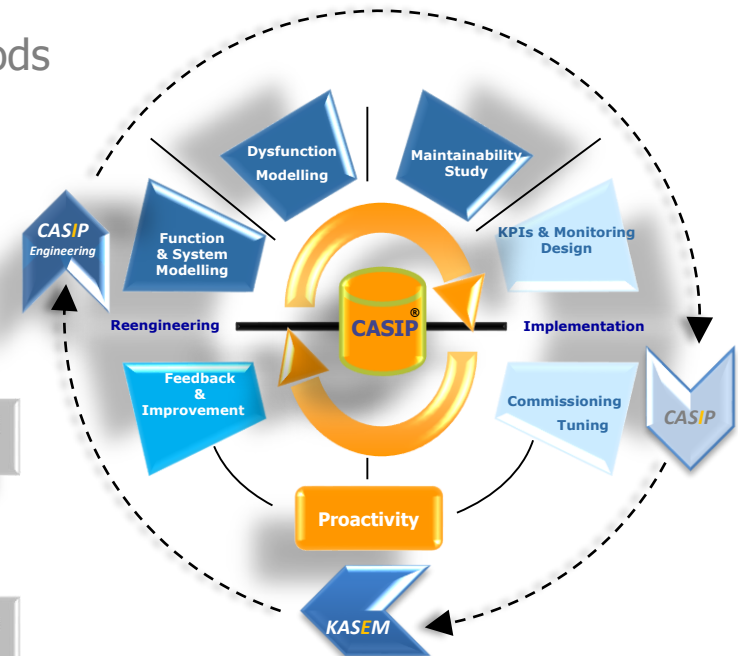 ods
Dysfunction
Modelling
Maintainability
Study
CASIP
Engineering
Function
& System
Modelling
KPIs & Monitoring
Design
Reengineering
CASIP®
Implementation
Feedback
&
Improvement
Commissioning
Tuning
CASIP
Proactivity
KASEM